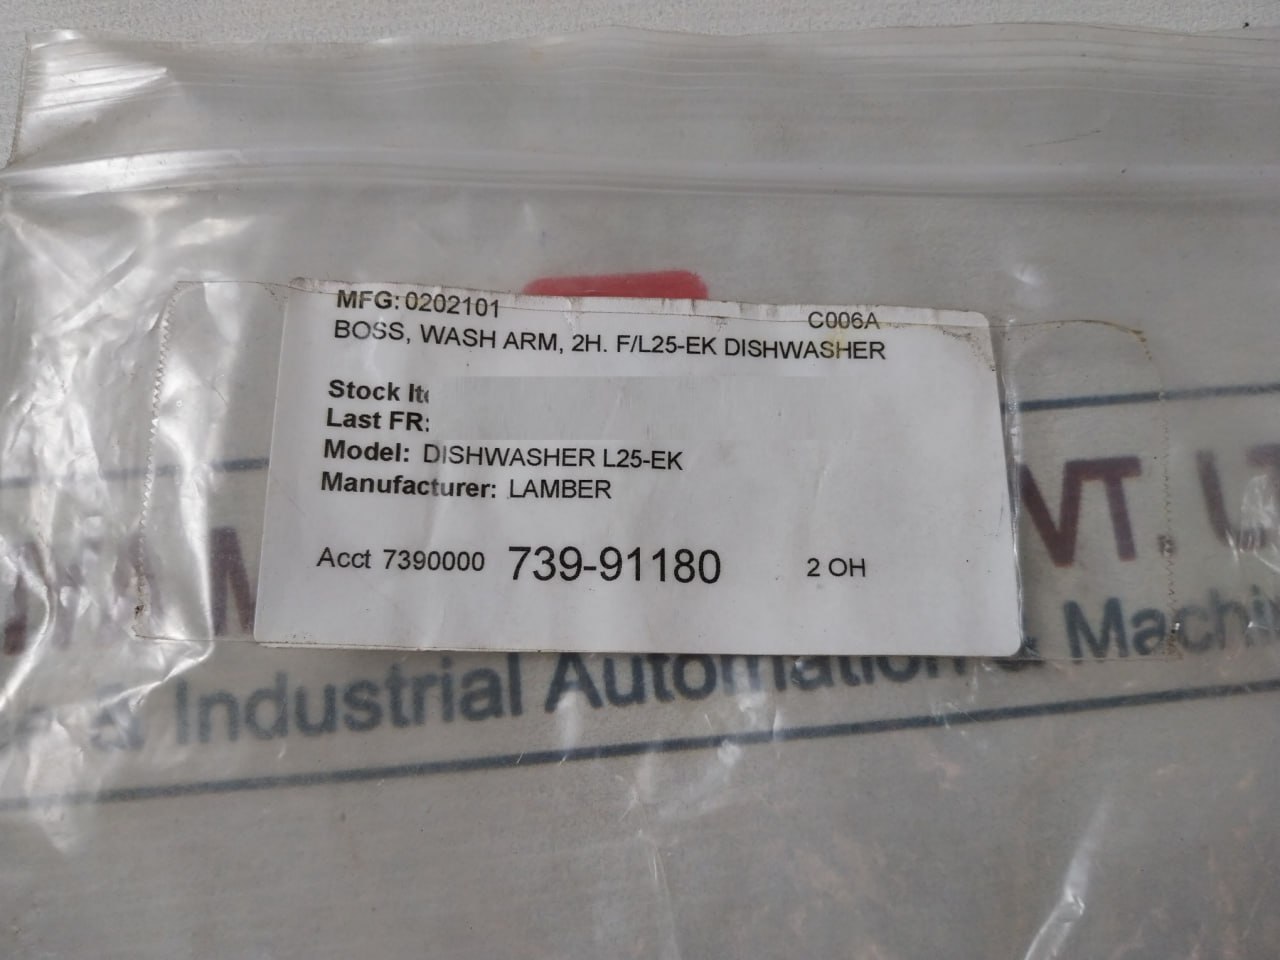 MFG: 0202101 C006A
BOSS, WASH ARM, 2H. F/L25-EK DISHWASHER
Stock
Last FR:
Model: DISHWASHER L25-EK
Manufacturer: LAMBER
Acct 7390000 739-91180 2 OH
& Industrial Automation &